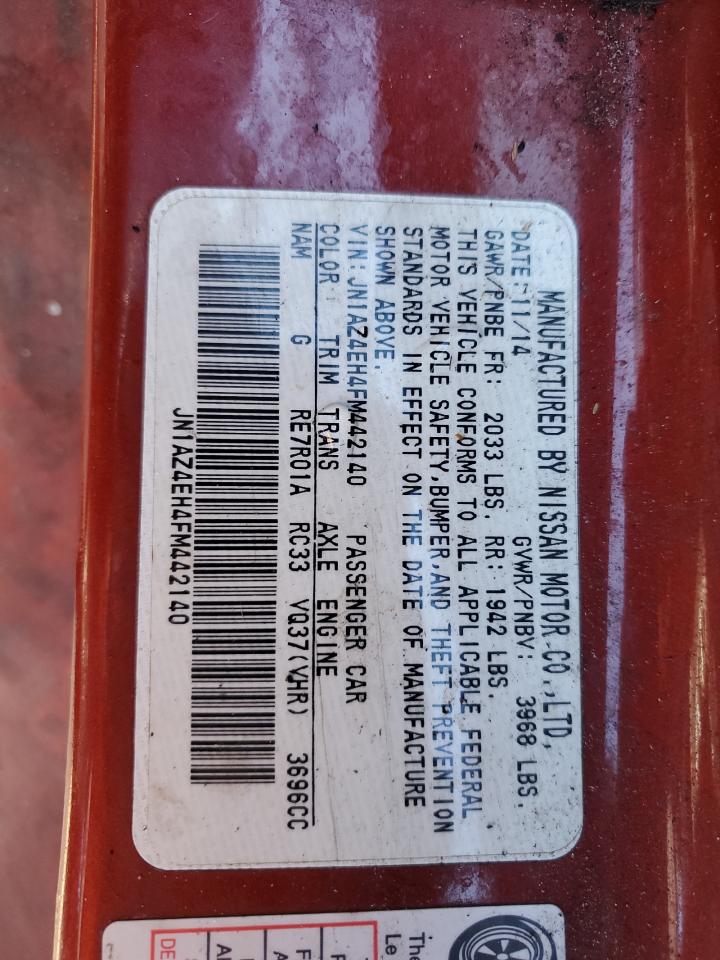 MANUFACTURED BY NISSAN MOTOR CO.,LTD.
DATE:11/14 GVWR/PNBV: 3968 LBS.
GAWR/PNBE FR: 2033 LBS. RR: 1942 LBS.
THIS VEHICLE CONFORMS TO ALL APPLICABLE FEDERAL
MOTOR VEHICLE SAFETY,BUMPER,AND THEFT PREVENTION
STANDARDS IN EFFECT ON THE DATE OF MANUFACTURE
SHOWN ABOVE.
VIN:JN1AZ4EH4FM442140 PASSENGER CAR
COLOR TRIM TRANS AXLE ENGINE
NAM G RE7R01A RC33 VQ37(VHR) 3696CC
JN1AZ4EH4FM442140
The
Le
DE